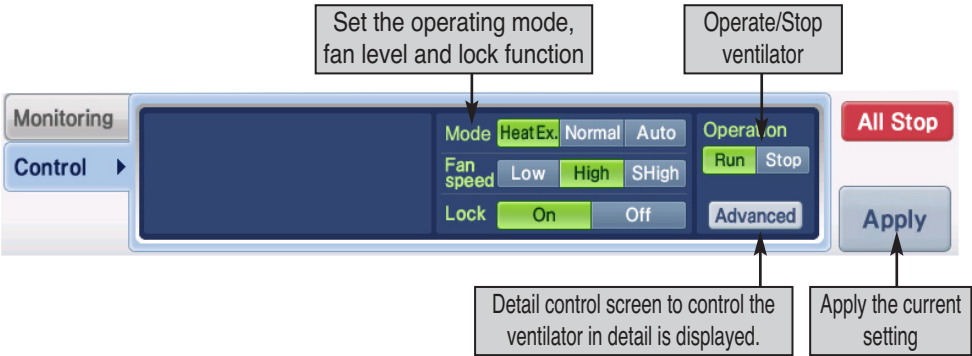 Set the operating mode,
fan level and lock function
Operate/Stop
ventilator
Monitoring
Control
Mode HeatEx. Normal Auto
Fan speed Low High SHigh
Lock On Off
Operation
Run Stop
Advanced
All Stop
Apply
Detail control screen to control the
ventilator in detail is displayed.
Apply the current
setting